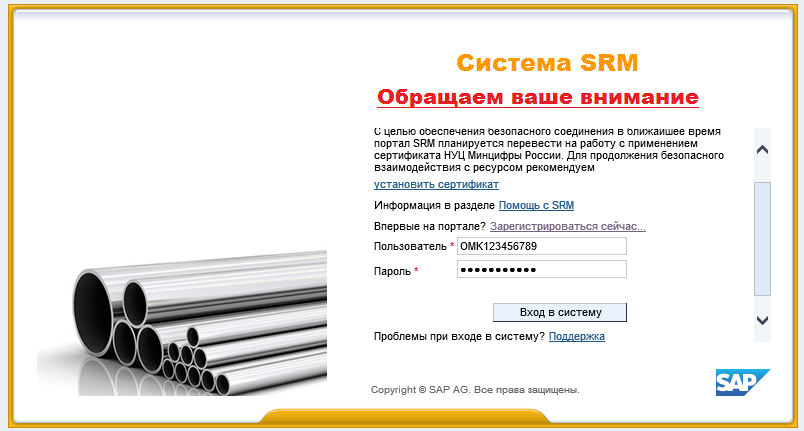 Система SRM
Обращаем ваше внимание
С целью обеспечения безопасного соединения в ближайшее время
портал SRM планируется перевести на работу с применением
сертификата НУЦ Минцифры России. Для продолжения безопасного
взаимодействия с ресурсом рекомендуем
установить сертификат
Информация в разделе Помощь с SRM
Впервые на портале? Зарегистрироваться сейчас...
Пользователь * OMK123456789
Пароль * ●●●●●●●●●●●
Вход в систему
Проблемы при входе в систему? Поддержка
SAP
Copyright © SAP AG. Все права защищены.